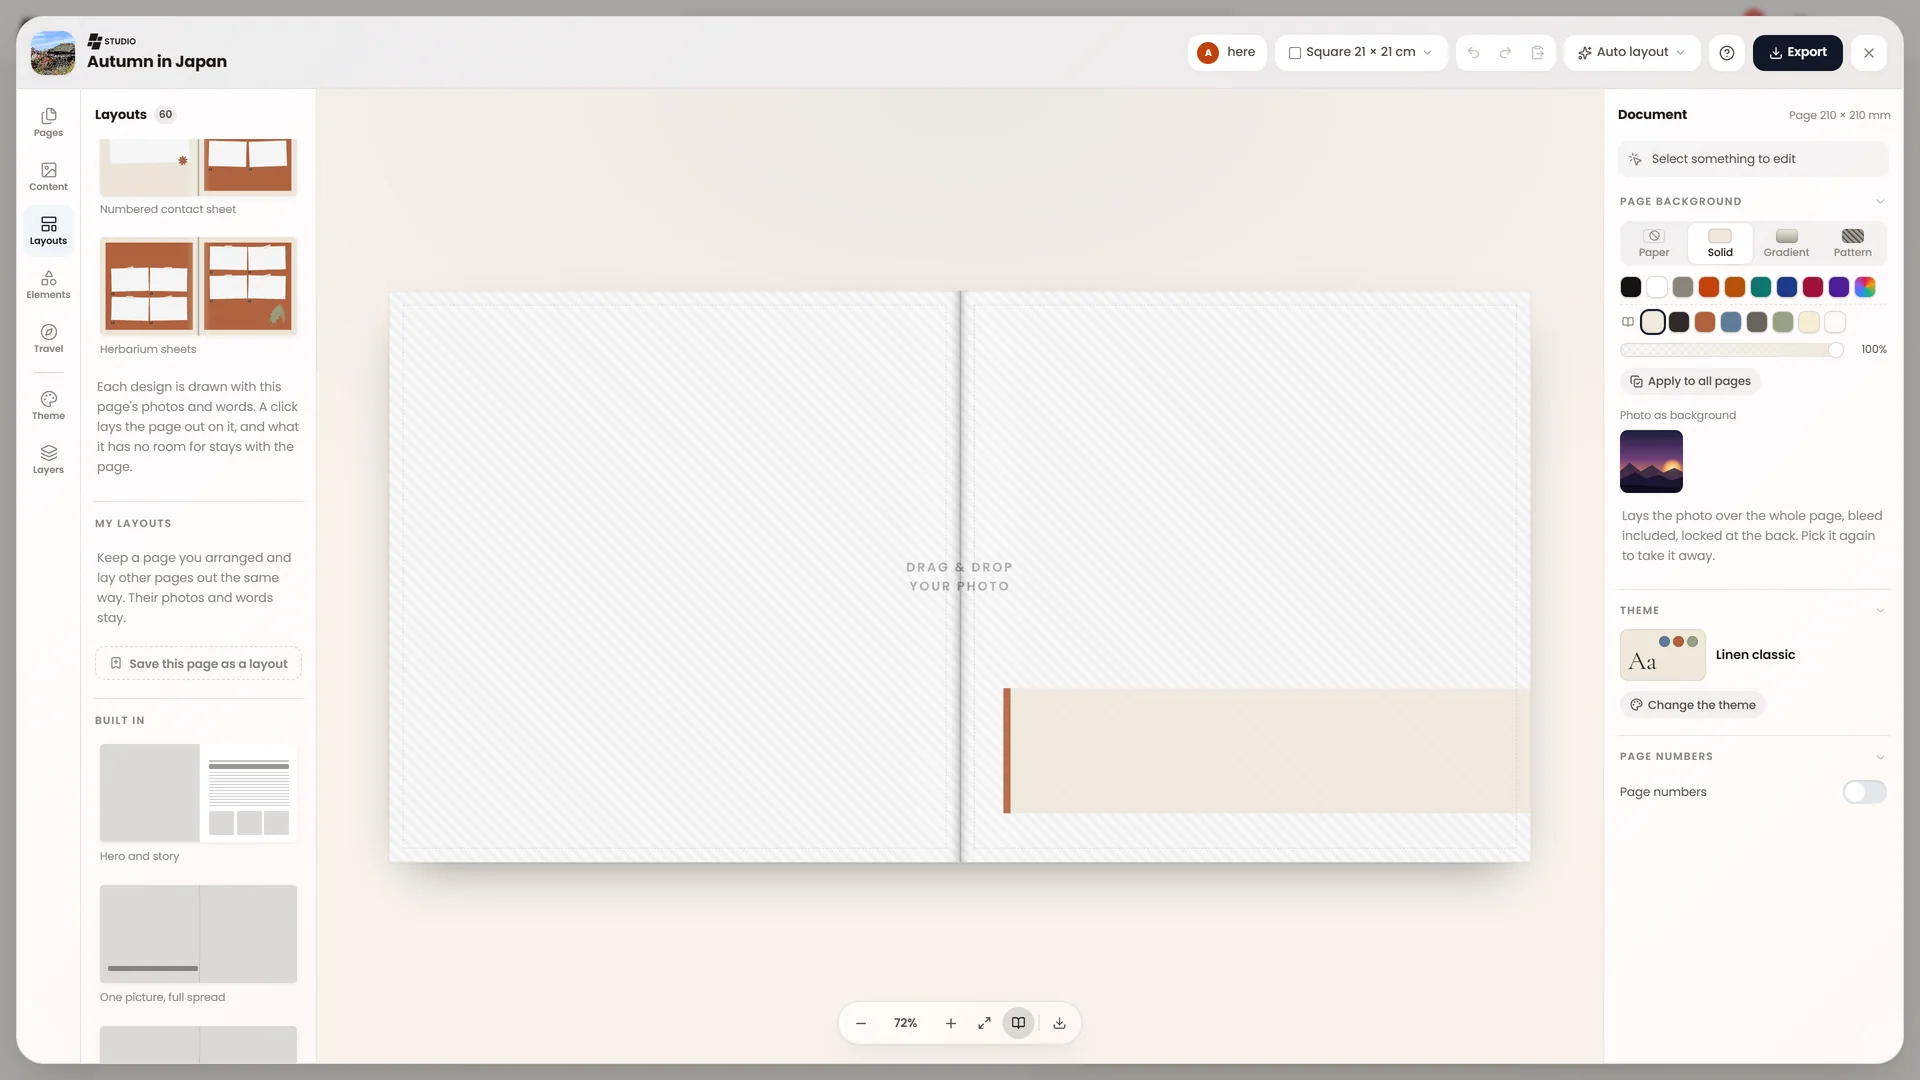 STUDIO
Autumn in Japan
A
here
Square 21 × 21 cm
Auto layout
Export
Pages
Content
Layouts
Elements
Travel
Theme
Layers
Layouts 60
Numbered contact sheet
Herbarium sheets
Each design is drawn with this
page's photos and words. A click
lays the page out on it, and what
it has no room for stays with the
page.
MY LAYOUTS
Keep a page you arranged and
lay other pages out the same
way. Their photos and words
stay.
Save this page as a layout
BUILT IN
Hero and story
One picture, full spread
DRAG & DROP
YOUR PHOTO
72%
Document
Page 210 × 210 mm
Select something to edit
PAGE BACKGROUND
Paper
Solid
Gradient
Pattern
100%
Apply to all pages
Photo as background
Lays the photo over the whole page, bleed
included, locked at the back. Pick it again
to take it away.
THEME
Aa
Linen classic
Change the theme
PAGE NUMBERS
Page numbers